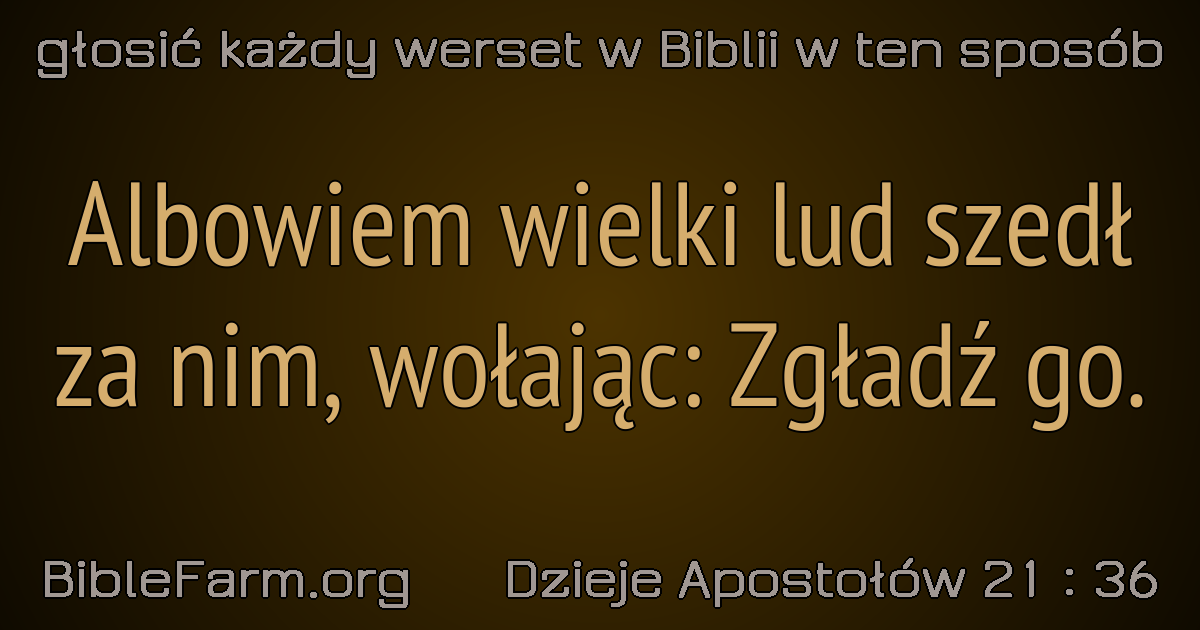 głosić każdy werset w Biblii w ten sposób
Albowiem wielki lud szedł
za nim, wołając: Zgładź go.
BibleFarm.org Dzieje Apostołów 21 : 36